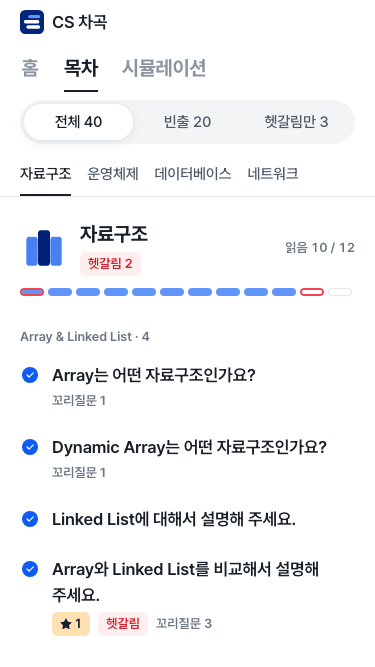 CS 차곡
홈 목차 시뮬레이션
전체 40 빈출 20 헷갈림만 3
자료구조 운영체제 데이터베이스 네트워크
자료구조
헷갈림 2
읽음 10 / 12
Array & Linked List · 4
Array는 어떤 자료구조인가요?
꼬리질문 1
Dynamic Array는 어떤 자료구조인가요?
꼬리질문 1
Linked List에 대해서 설명해 주세요.
Array와 Linked List를 비교해서 설명해
주세요.
★ 1 헷갈림 꼬리질문 3